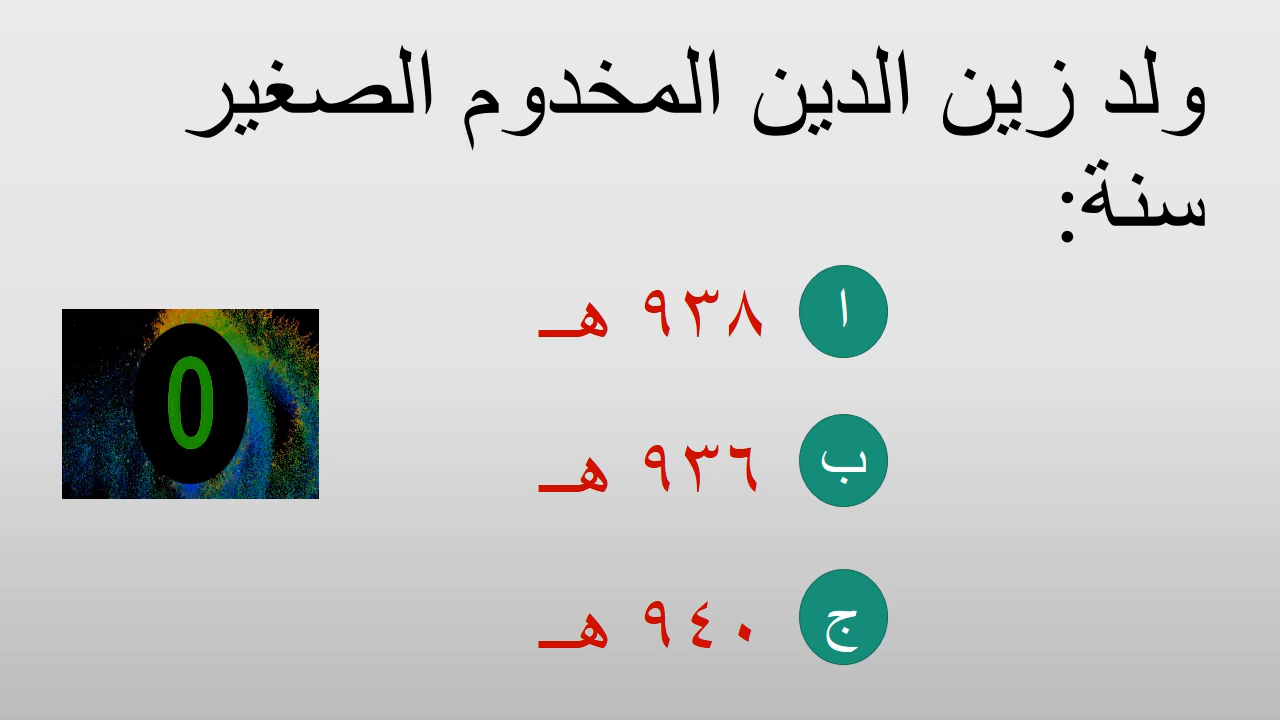 ولد زين الدين المخدوم الصغير
سنة:
ا ٩٣٨ هـ
ب ٩٣٦ هـ
0
ج ٩٤٠ هـ